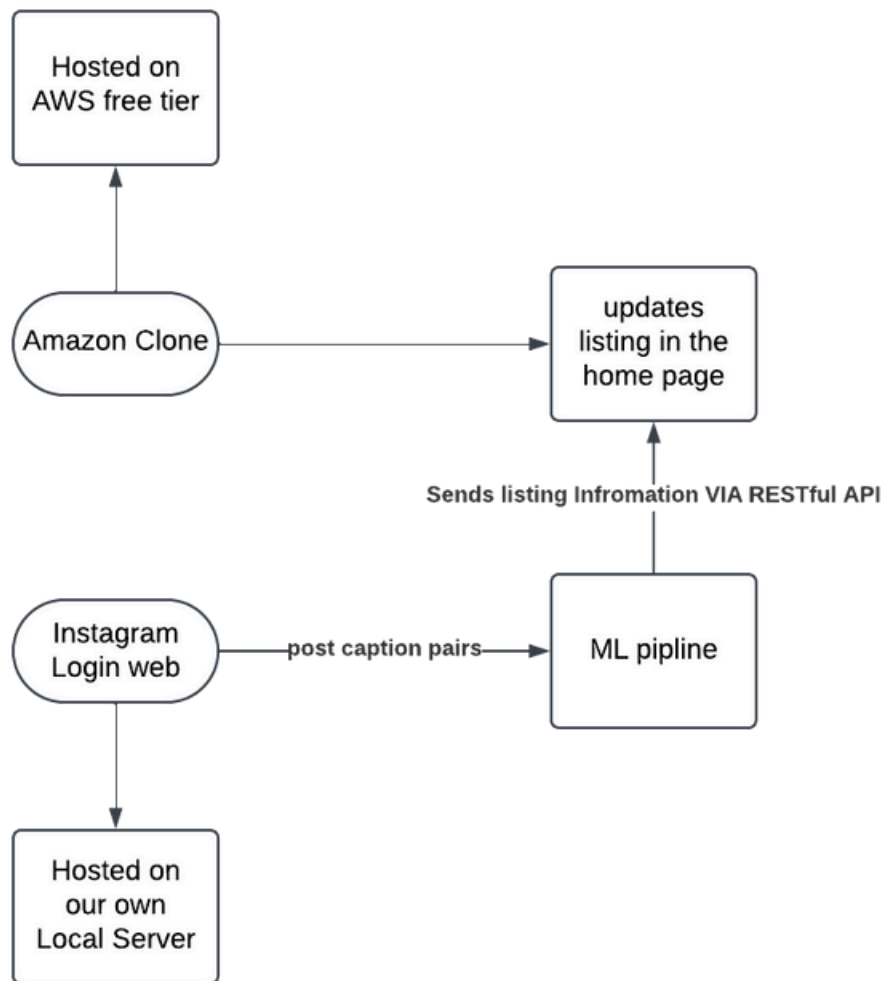 Hosted on
AWS free tier
Amazon Clone
updates
listing in the
home page
Sends listing Infromation VIA RESTful API
Instagram
Login web
post caption pairs
ML pipline
Hosted on
our own
Local Server